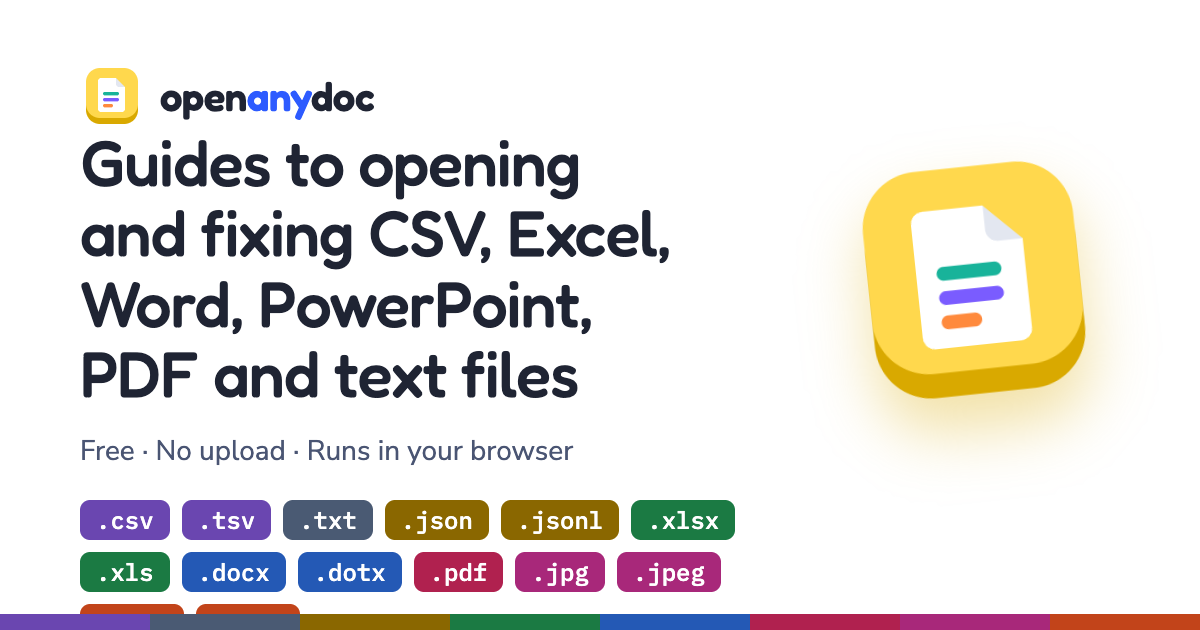 openanydoc
Guides to opening
and fixing CSV, Excel,
Word, PowerPoint,
PDF and text files
Free · No upload · Runs in your browser
.csv .tsv .txt .json .jsonl .xlsx
.xls .docx .dotx .pdf .jpg .jpeg